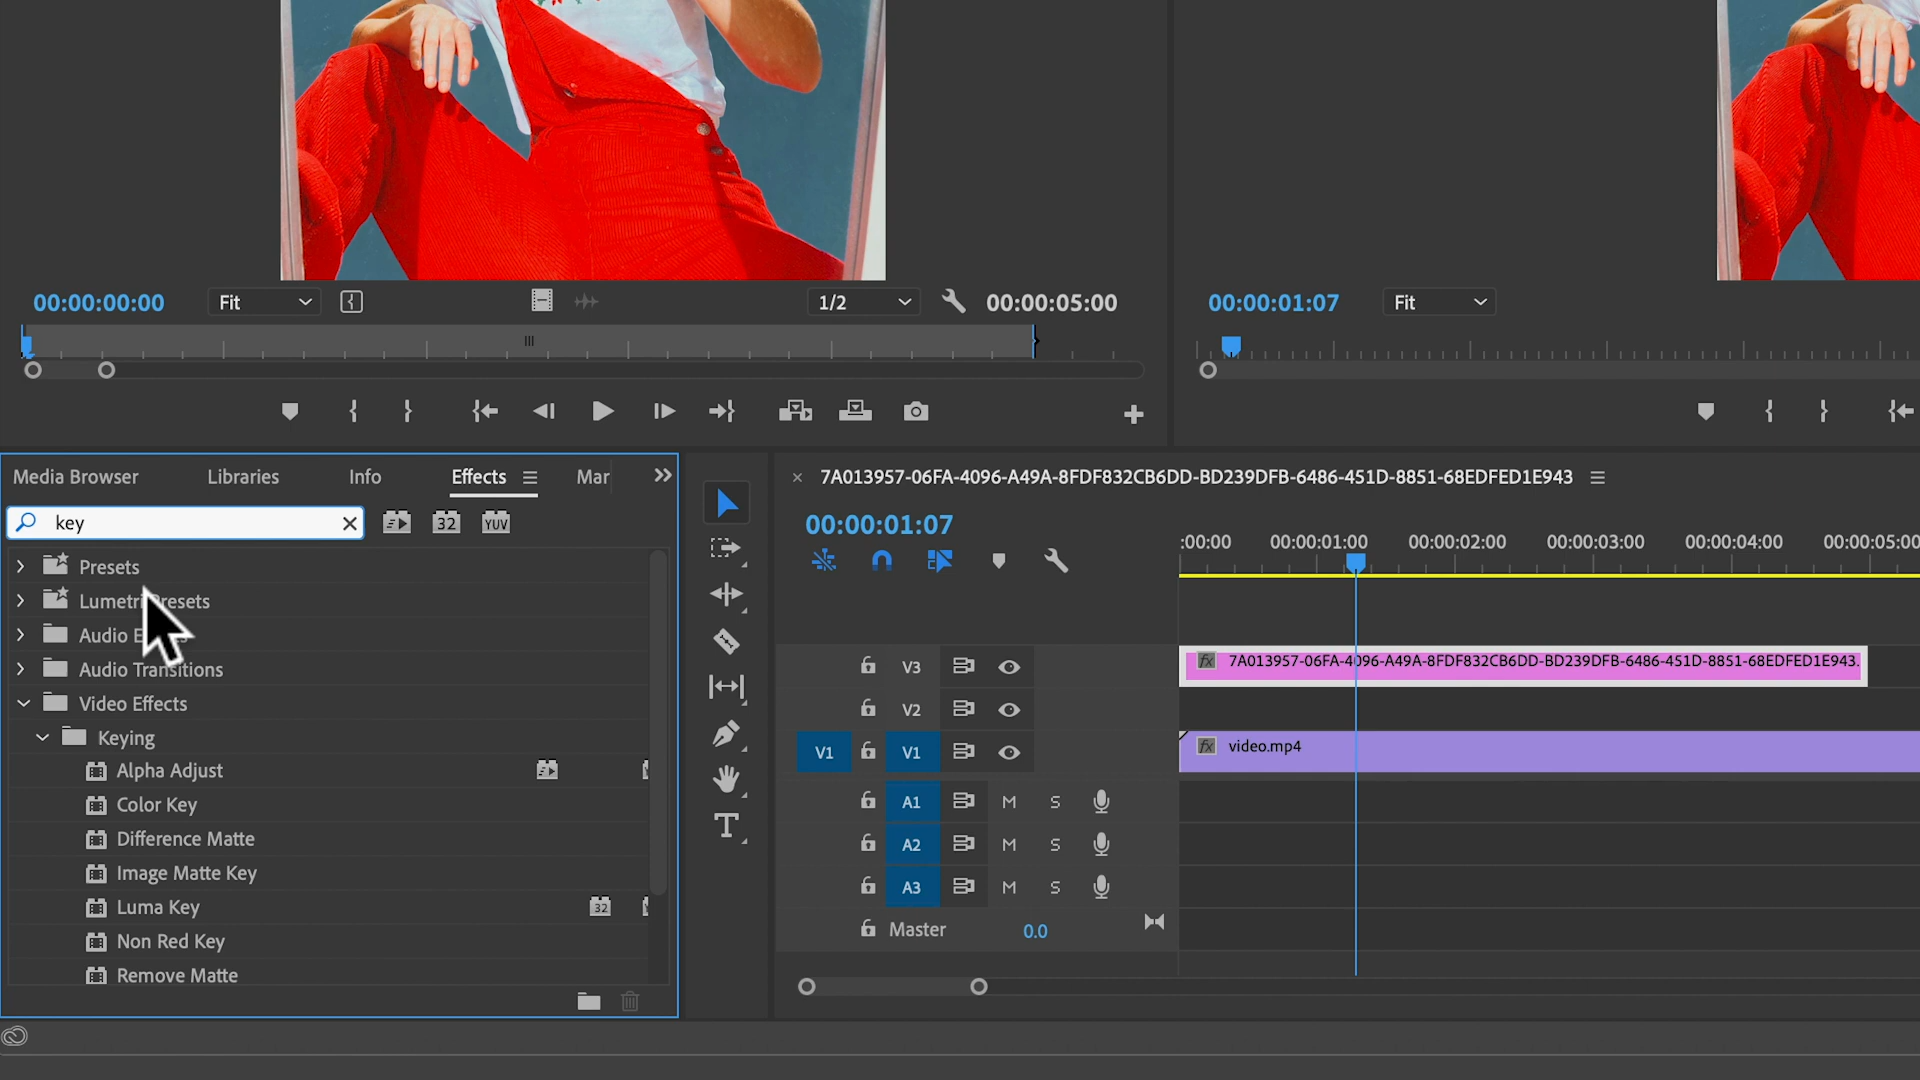 00:00:00:00
Fit
1/2
00:00:05:00
00:00:01:07
Fit
Media Browser
Libraries
Info
Effects
Mar
key
32
YUV
Presets
Audio Transitions
Video Effects
Keying
Alpha Adjust
Color Key
Difference Matte
Image Matte Key
Luma Key
32
Non Red Key
Remove Matte
7A013957-06FA-4096-A49A-8FDF832CB6DD-BD239DFB-6486-451D-8851-68EDFED1E943
00:00:01:07
:00:00
00:00:01:00
00:00:02:00
00:00:03:00
00:00:04:00
00:00:05:00
V3
fx
7A013957-06FA-4096-A49A-8FDF832CB6DD-BD239DFB-6486-451D-8851-68EDFED1E943.
V2
V1
V1
fx
video.mp4
A1
M
S
A2
M
S
A3
M
S
Master
0.0